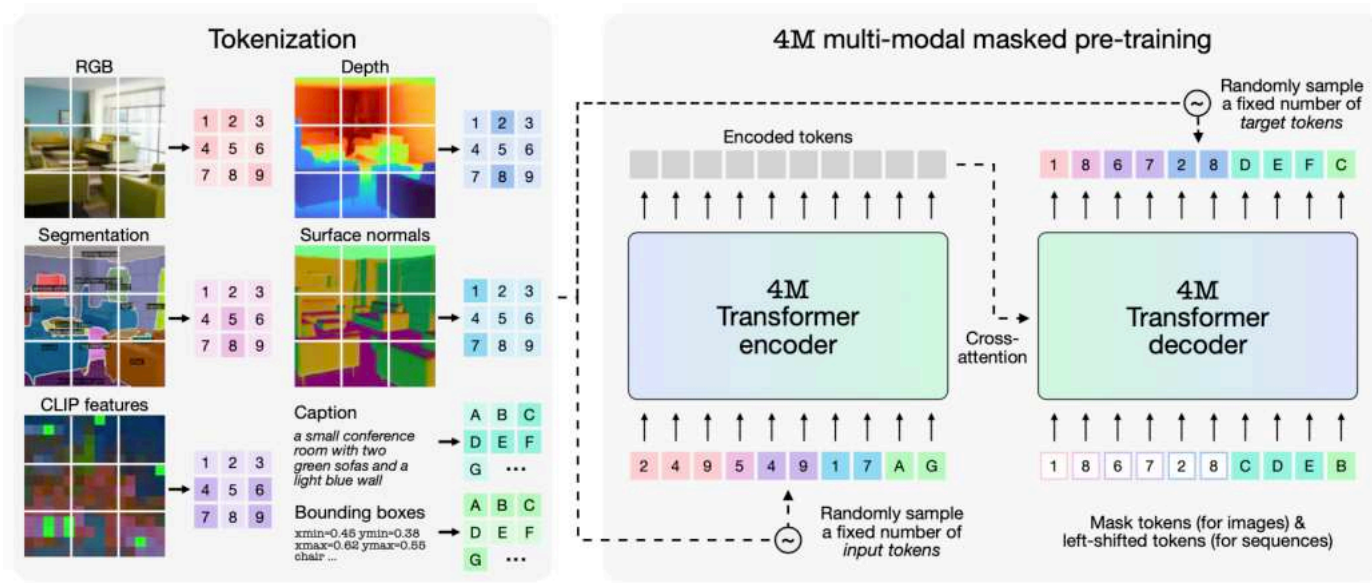 Tokenization
RGB
Depth
1 2 3
4 5 6
7 8 9
1 2 3
4 5 6
7 8 9
Segmentation
Surface normals
1 2 3
4 5 6
7 8 9
1 2 3
4 5 6
7 8 9
CLIP features
1 2 3
4 5 6
7 8 9
Caption
a small conference
room with two
green sofas and a
light blue wall
A B C
D E F
G ...
Bounding boxes
xmin=0.45 ymin=0.38
xmax=0.62 ymax=0.55
chair ...
A B C
D E F
G ...
4M multi-modal masked pre-training
Randomly sample
a fixed number of
target tokens
~
Encoded tokens
1 8 6 7 2 8 D E F C
4M
Transformer
encoder
Cross-
attention
4M
Transformer
decoder
2 4 9 5 4 9 1 7 A G
1 8 6 7 2 8 C D E B
~
Randomly sample
a fixed number of
input tokens
Mask tokens (for images) &
left-shifted tokens (for sequences)